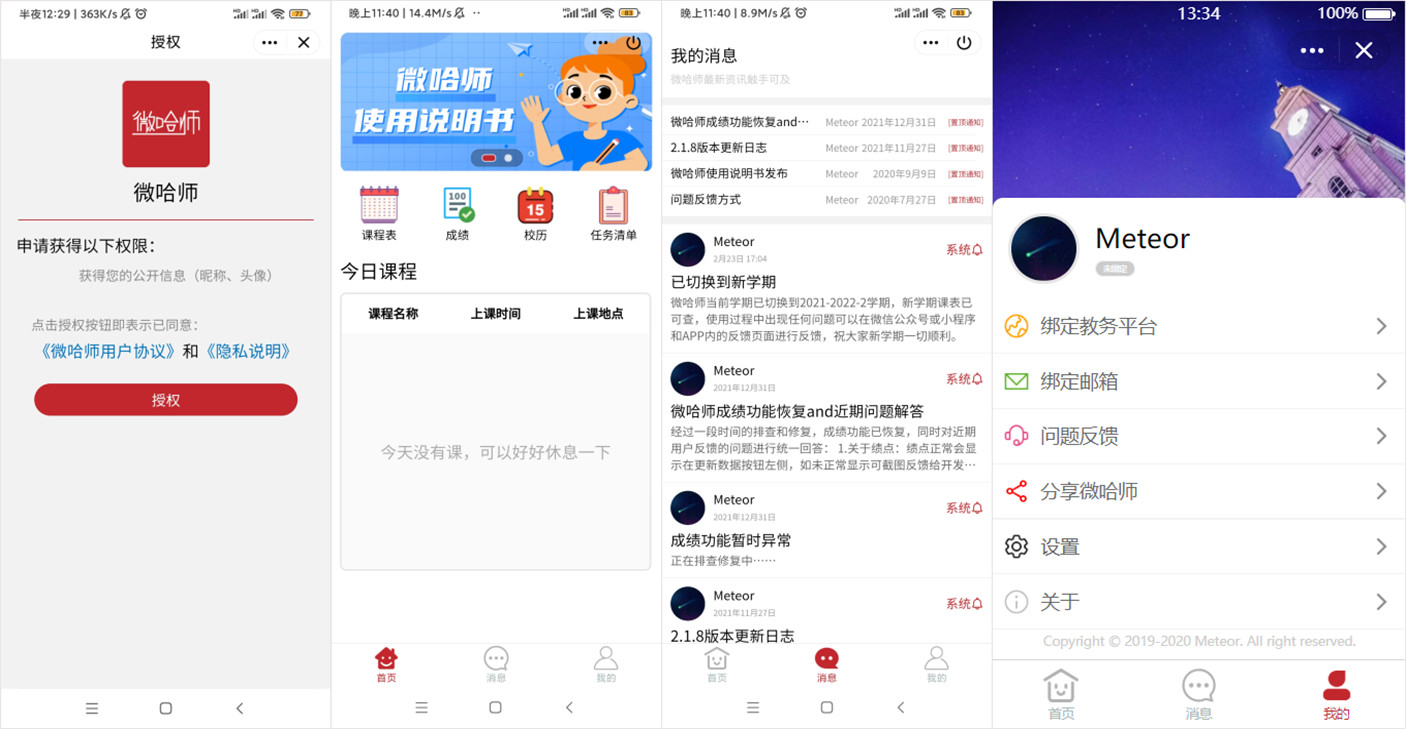 半夜12:29 | 363K/s
77
授权
微哈师
微哈师
申请获得以下权限：
获得您的公开信息（昵称、头像）
点击授权按钮即表示已同意：
《微哈师用户协议》和《隐私说明》
授权
晚上11:40 | 14.4M/s
83
微哈师
使用说明书
100
15
课程表
成绩
校历
任务清单
今日课程
课程名称
上课时间
上课地点
今天没有课，可以好好休息一下
首页
消息
我的
晚上11:40 | 8.9M/s
83
我的消息
微哈师最新资讯触手可及
微哈师成绩功能恢复and··· Meteor 2021年12月31日 [置顶通知]
2.1.8版本更新日志 Meteor 2021年11月27日 [置顶通知]
微哈师使用说明书发布 Meteor 2020年9月9日 [置顶通知]
问题反馈方式 Meteor 2020年7月27日 [置顶通知]
Meteor
2月23日 17:04
系统
已切换到新学期
微哈师当前学期已切换到2021-2022-2学期，新学期课表已
可查，使用过程中出现任何问题可以在微信公众号或小程序
和APP内的反馈页面进行反馈，祝大家新学期一切顺利。
Meteor
2021年12月31日
系统
微哈师成绩功能恢复and近期问题解答
经过一段时间的排查和修复，成绩功能已恢复，同时对近期
用户反馈的问题进行统一回答： 1.关于绩点：绩点正常会显
示在更新数据按钮左侧，如未正常显示可截图反馈给开发···
Meteor
2021年12月31日
系统
成绩功能暂时异常
正在排查修复中······
Meteor
2021年11月27日
系统
2.1.8版本更新日志
首页
消息
我的
13:34
100%
Meteor
未绑定
绑定教务平台
绑定邮箱
问题反馈
分享微哈师
设置
关于
Copyright © 2019-2020 Meteor. All right reserved.
首页
消息
我的